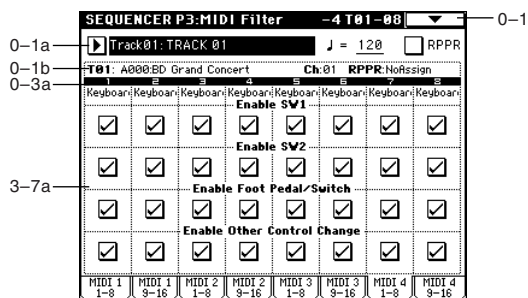 SEQUENCER P3:MIDI Filter -4 T01-08 0-1
0-1a Track01: TRACK 01 ♩ = 120 RPPR
0-1b T01: A000:BD Grand Concert Ch:01 RPPR:NoAssign
0-3a 1 2 3 4 5 6 7 8
Keyboar Keyboar Keyboar Keyboar Keyboar Keyboar Keyboar Keyboar
Enable SW1
Enable SW2
3-7a
Enable Foot Pedal/Switch
Enable Other Control Change
MIDI 1 MIDI 1 MIDI 2 MIDI 2 MIDI 3 MIDI 3 MIDI 4 MIDI 4
1-8 9-16 1-8 9-16 1-8 9-16 1-8 9-16